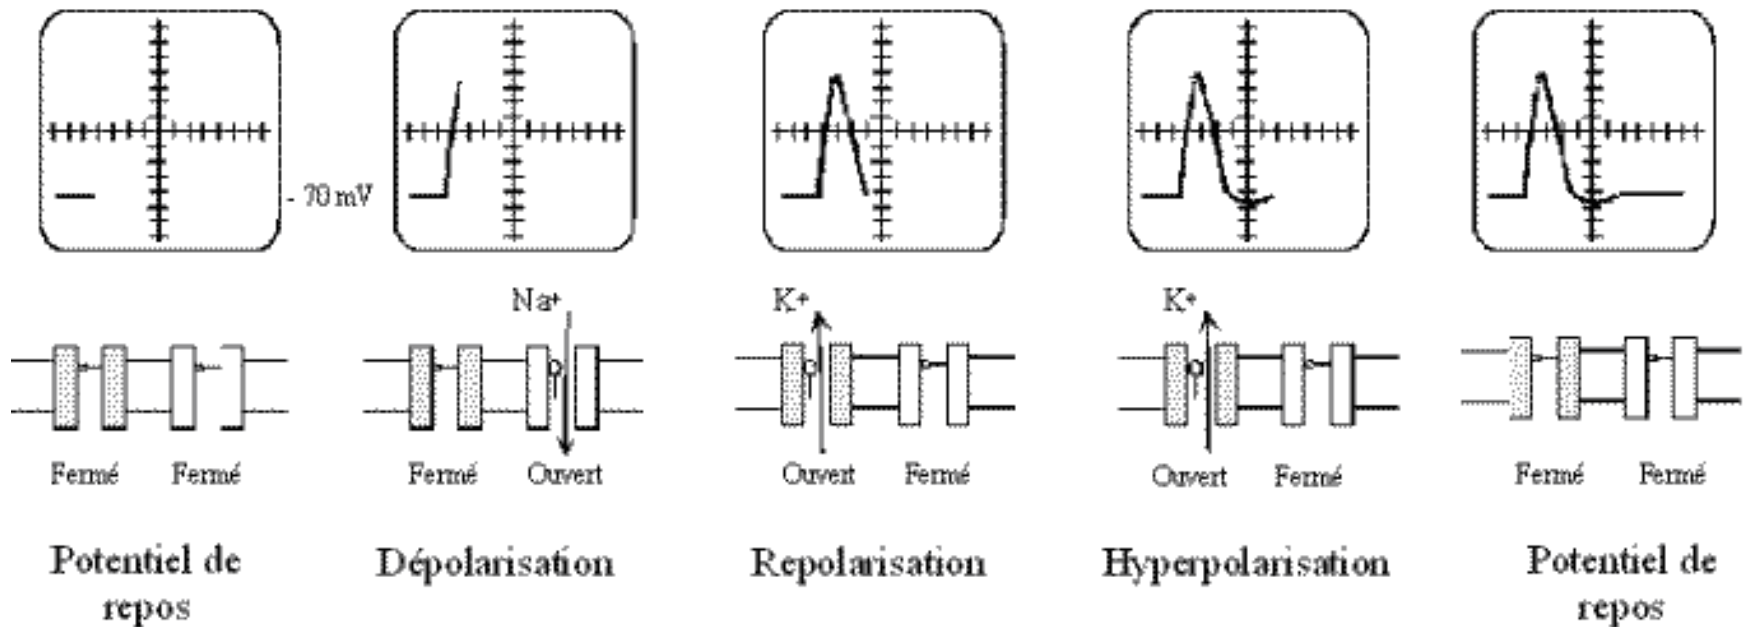 - 70 mV
Na+
K+
K+
Fermé Fermé
Fermé Ouvert
Ouvert Fermé
Ouvert Fermé
Fermé Fermé
Potentiel de
repos
Dépolarisation
Repolarisation
Hyperpolarisation
Potentiel de
repos